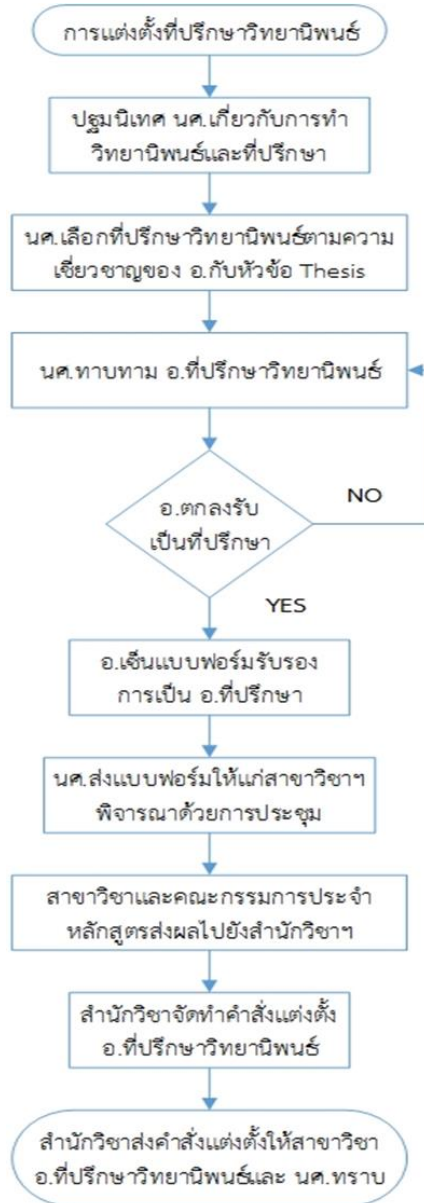 การแต่งตั้งที่ปรึกษาวิทยานิพนธ์
ปฐมนิเทศ นศ.เกี่ยวกับการทำ
วิทยานิพนธ์และที่ปรึกษา
นศ.เลือกที่ปรึกษาวิทยานิพนธ์ตามความ
เชี่ยวชาญของ อ.กับหัวข้อ Thesis
นศ.ทาบทาม อ.ที่ปรึกษาวิทยานิพนธ์
อ.ตกลงรับ
เป็นที่ปรึกษา
NO
YES
อ.เซ็นแบบฟอร์มรับรอง
การเป็น อ.ที่ปรึกษา
นศ.ส่งแบบฟอร์มให้แก่สาขาวิชาฯ
พิจารณาด้วยการประชุม
สาขาวิชาและคณะกรรมการประจำ
หลักสูตรส่งผลไปยังสำนักวิชาฯ
สำนักวิชาจัดทำคำสั่งแต่งตั้ง
อ.ที่ปรึกษาวิทยานิพนธ์
สำนักวิชาส่งคำสั่งแต่งตั้งให้สาขาวิชา
อ.ที่ปรึกษาวิทยานิพนธ์และ นศ.ทราบ